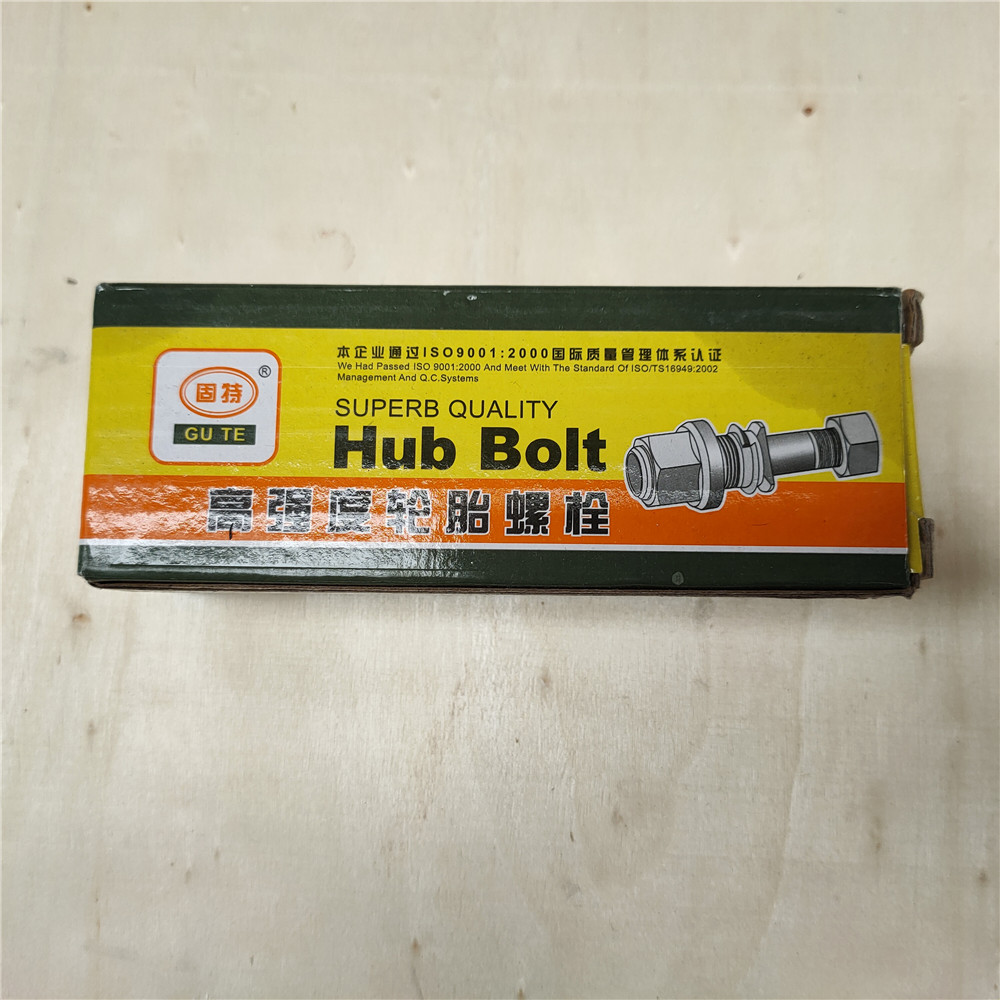 固特
®
GU TE
本企业通过ISO9001:2000国际质量管理体系认证
We Had Passed ISO 9001:2000 And Meet With The Standard Of ISO/TS16949:2002
Management And Q.C.Systems
SUPERB QUALITY
Hub Bolt
高强度轮胎螺栓